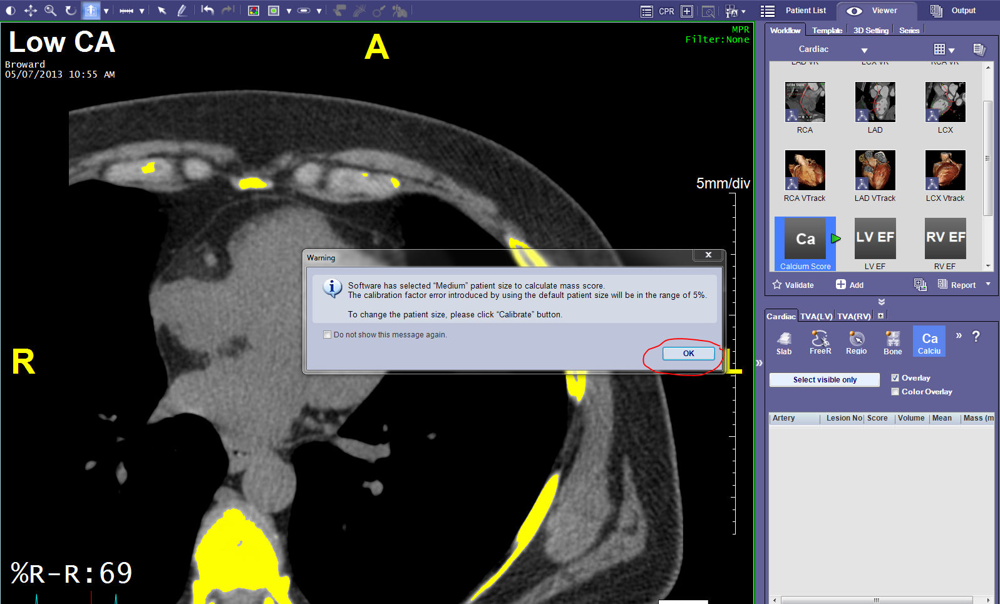 CPR
Patient List
Viewer
Output
Low CA
Broward
05/07/2013 10:55 AM
A
MPR
Filter:None
R
L
5mm/div
%R-R:69
Warning
Software has selected “Medium” patient size to calculate mass score.
The calibration factor error introduced by using the default patient size will be in the range of 5%.
To change the patient size, please click “Calibrate” button.
Do not show this message again.
OK
Workflow
Template
3D Setting
Series
Cardiac
LAD VR
LCX VR
RCA VR
RCA
LAD
LCX
RCA VTrack
LAD VTrack
LCX Vtrack
Ca
LV EF
RV EF
Calcium Score
LV EF
RV EF
Validate
Add
Report
Cardiac
TVA(LV)
TVA(RV)
Slab
FreeR
Regio
Bone
Ca
Calciu
?
Select visible only
Overlay
Color Overlay
Artery
Lesion No
Score
Volume
Mean
Mass (m